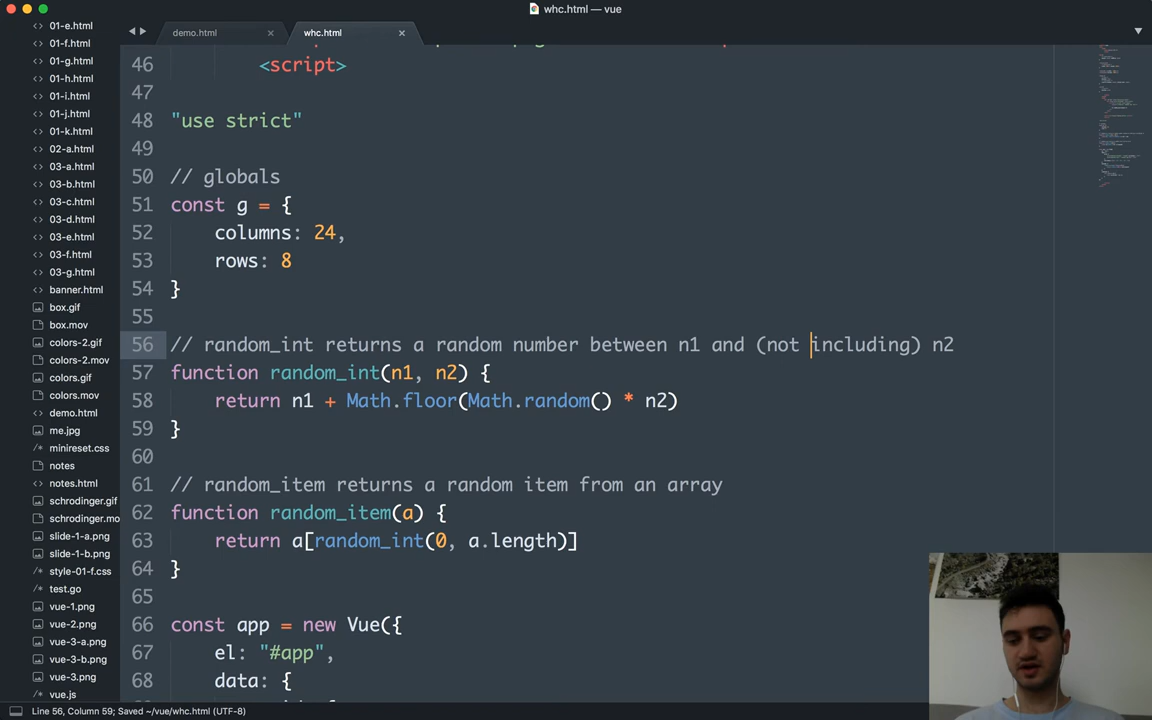 whc.html — vue
01-e.html
01-f.html
01-g.html
01-h.html
01-i.html
01-j.html
01-k.html
02-a.html
03-a.html
03-b.html
03-c.html
03-d.html
03-e.html
03-f.html
03-g.html
banner.html
box.gif
box.mov
colors-2.gif
colors-2.mov
colors.gif
colors.mov
demo.html
me.jpg
minireset.css
notes
notes.html
schrodinger.gif
schrodinger.mo
slide-1-a.png
slide-1-b.png
style-01-f.css
test.go
vue-1.png
vue-2.png
vue-3-a.png
vue-3-b.png
vue-3.png
vue.js
demo.html
whc.html
46 <script>
47
48 "use strict"
49
50 // globals
51 const g = {
52 columns: 24,
53 rows: 8
54 }
55
56 // random_int returns a random number between n1 and (not including) n2
57 function random_int(n1, n2) {
58 return n1 + Math.floor(Math.random() * n2)
59 }
60
61 // random_item returns a random item from an array
62 function random_item(a) {
63 return a[random_int(0, a.length)]
64 }
65
66 const app = new Vue({
67 el: "#app",
68 data: {
Line 56, Column 59; Saved ~/vue/whc.html (UTF-8)